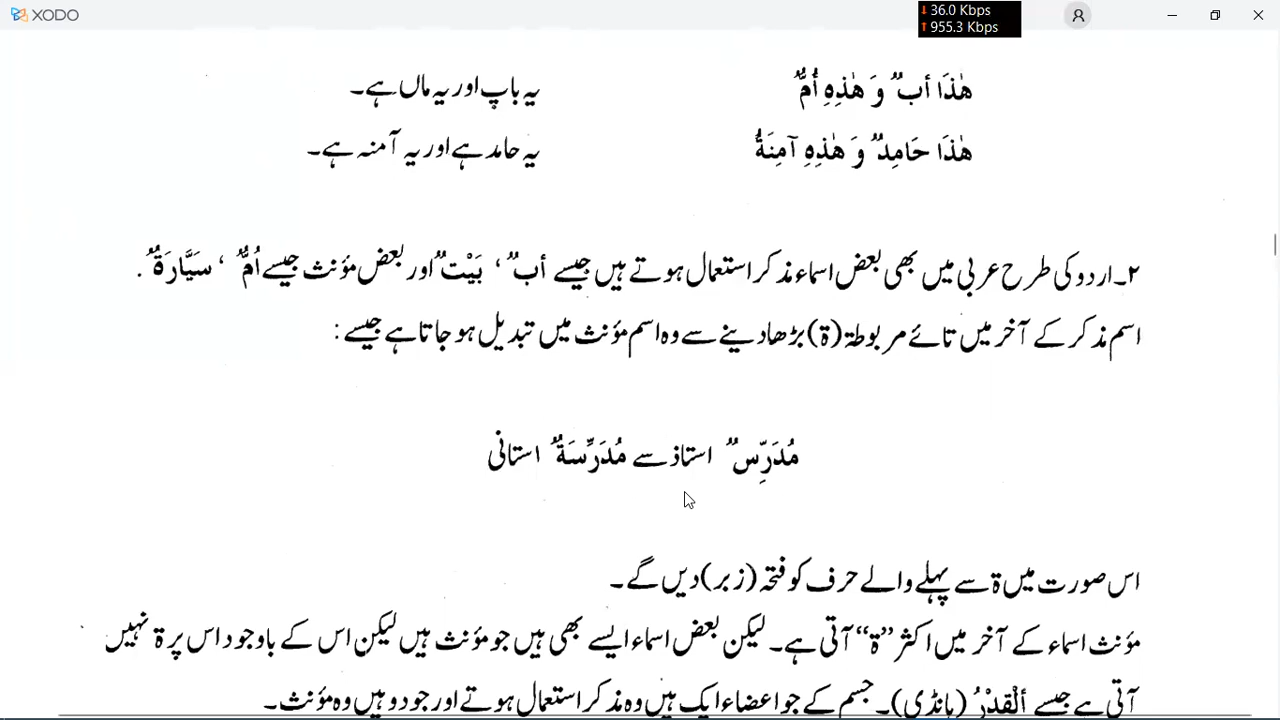 XODO
36.0 Kbps
955.3 Kbps
هٰذَا أَبٌ وَ هٰذِهِ أُمٌّ یہ باپ اور یہ ماں ہے۔
هٰذَا حَامِدٌ وَ هٰذِهِ آمِنَةُ یہ حامد ہے اور یہ آمنہ ہے۔
۲۔ اردو کی طرح عربی میں بھی بعض اسماء مذکر استعمال ہوتے ہیں جیسے أبٌ ، بَيْتٌ اور بعض مؤنث جیسے اُمٌّ ، سَيَّارَةٌ .
اسم مذکر کے آخر میں تائے مربوطة (ة) بڑھا دینے سے وہ اسم مؤنث میں تبدیل ہو جاتا ہے جیسے :
مُدَرِّسٌ استاذ سے مُدَرِّسَةٌ استانی
اس صورت میں ة سے پہلے والے حرف کو فتحہ (زبر) دیں گے ۔
مؤنث اسماء کے آخر میں اکثر ”ة“ آتی ہے۔ لیکن بعض اسماء ایسے بھی ہیں جو مؤنث ہیں لیکن اس کے باوجود اس پر ة نہیں
آتی ہے جیسے ألْقِدْرُ (ہانڈی)۔ جسم کے جو اعضاء ایک ہیں وہ مذکر استعمال ہوتے اور جو دو ہیں وہ مؤنث۔